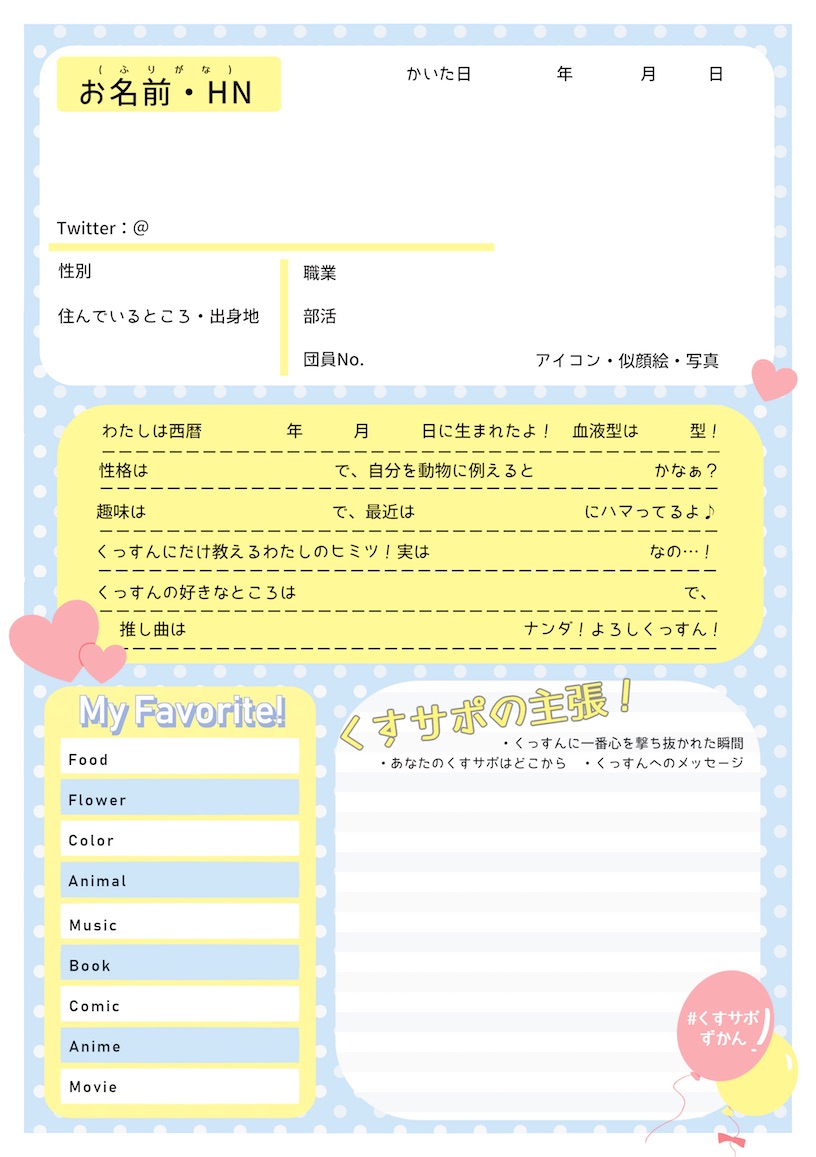 (ふりがな)
お名前・HN
かいた日 年 月 日
Twitter：@
性別
住んでいるところ・出身地
職業
部活
団員No.
アイコン・似顔絵・写真
わたしは西暦 年 月 日に生まれたよ！ 血液型は 型！
性格は で、自分を動物に例えると かなぁ？
趣味は で、最近は にハマってるよ♪
くっすんにだけ教えるわたしのヒミツ！実は なの…！
くっすんの好きなところは で、
推し曲は ナンダ！よろしくっすん！
My Favorite!
Food
Flower
Color
Animal
Music
Book
Comic
Anime
Movie
くすサポの主張！
・くっすんに一番心を撃ち抜かれた瞬間
・あなたのくすサポはどこから ・くっすんへのメッセージ
#くすサポ
ずかん